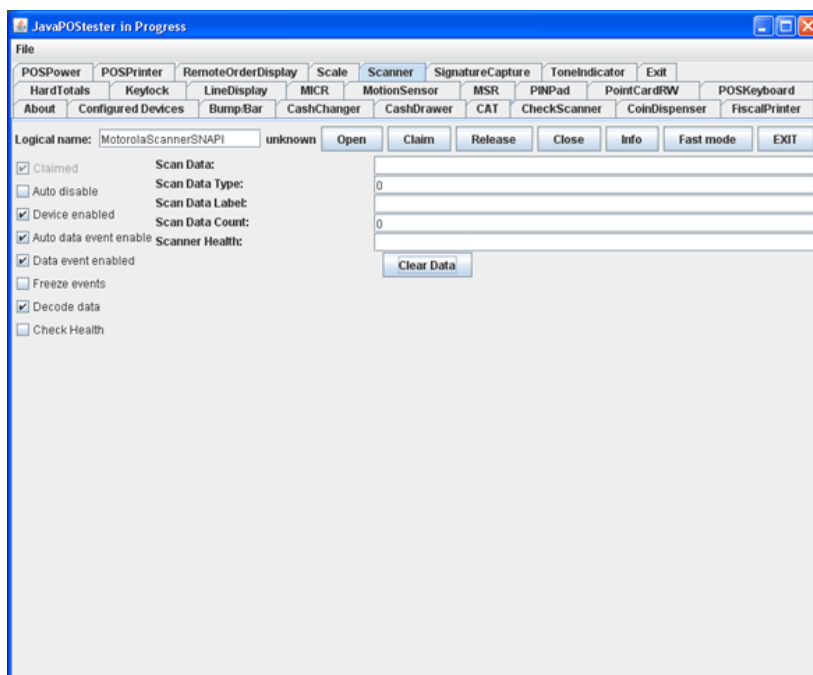 JavaPOStester in Progress
File
POSPower POSPrinter RemoteOrderDisplay Scale Scanner SignatureCapture ToneIndicator Exit
HardTotals Keylock LineDisplay MICR MotionSensor MSR PINPad PointCardRW POSKeyboard
About Configured Devices Bump/Bar CashChanger CashDrawer CAT CheckScanner CoinDispenser FiscalPrinter
Logical name: MotorolaScannerSNAPI unknown Open Claim Release Close Info Fast mode EXIT
Claimed Scan Data:
Auto disable Scan Data Type: 0
Scan Data Label:
Device enabled Scan Data Count: 0
Auto data event enable Scanner Health:
Data event enabled Clear Data
Freeze events
Decode data
Check Health